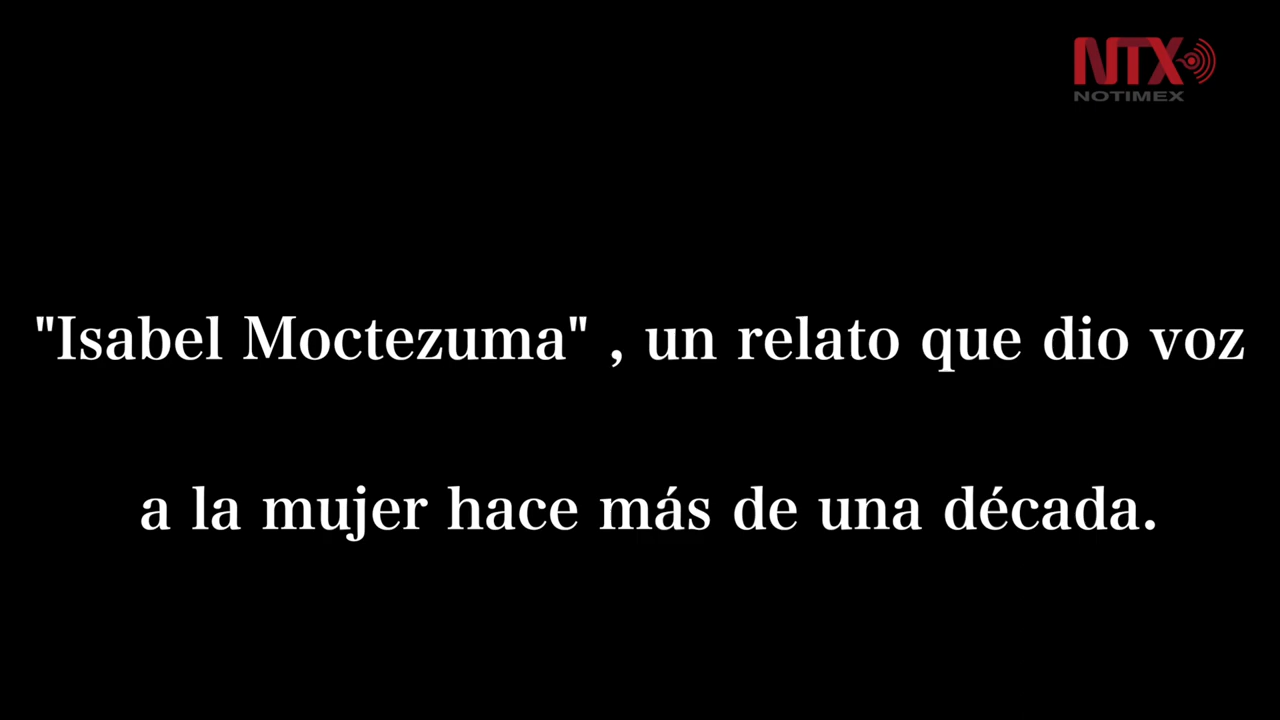 NTX
NOTIMEX
"Isabel Moctezuma" , un relato que dio voz
a la mujer hace más de una década.